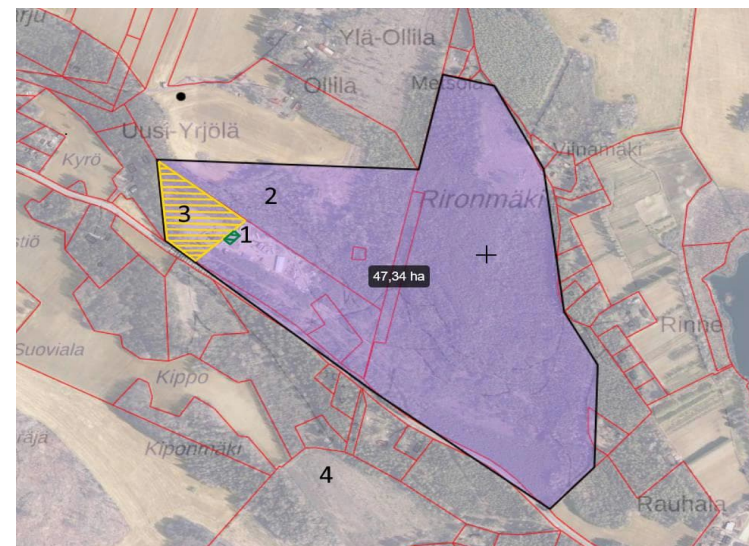 Ylä-Ollila
Ollila
Metsola
Uusi-Yrjölä
Kyrö
Viinamäki
2
Rironmäki
3
1
47,34 ha
Rinne
Suoviala
Kippo
Kiponmäki
4
Rauhala